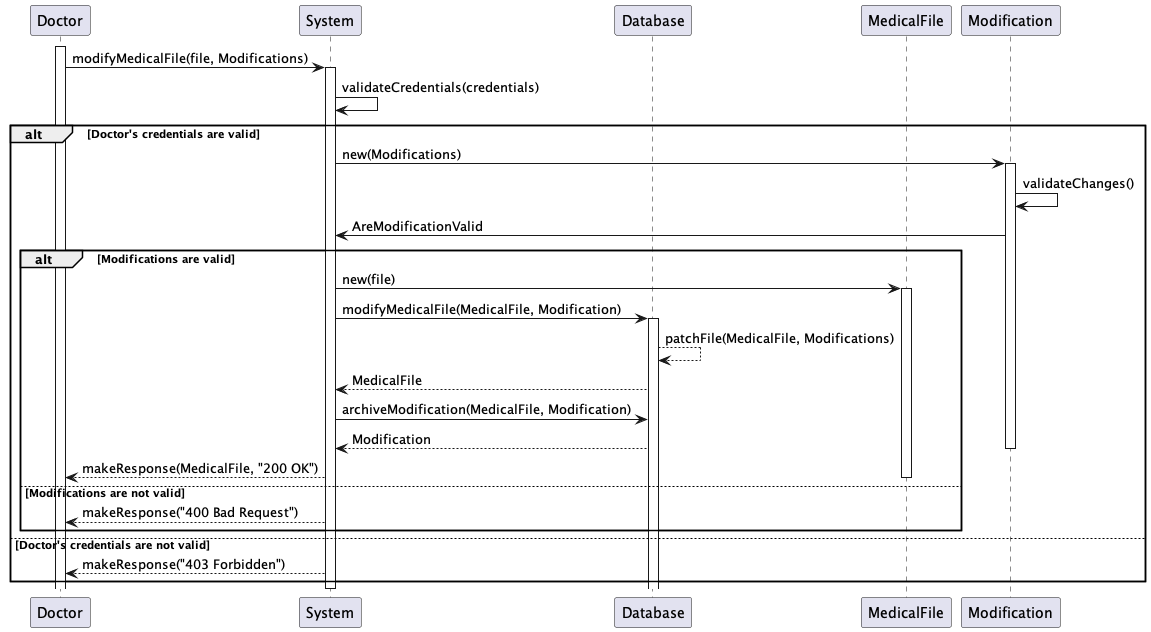 Doctor System Database MedicalFile Modification
modifyMedicalFile(file, Modifications)
validateCredentials(credentials)
alt [Doctor's credentials are valid]
new(Modifications)
validateChanges()
AreModificationValid
alt [Modifications are valid]
new(file)
modifyMedicalFile(MedicalFile, Modification)
patchFile(MedicalFile, Modifications)
MedicalFile
archiveModification(MedicalFile, Modification)
Modification
makeResponse(MedicalFile, "200 OK")
[Modifications are not valid]
makeResponse("400 Bad Request")
[Doctor's credentials are not valid]
makeResponse("403 Forbidden")
Doctor System Database MedicalFile Modification